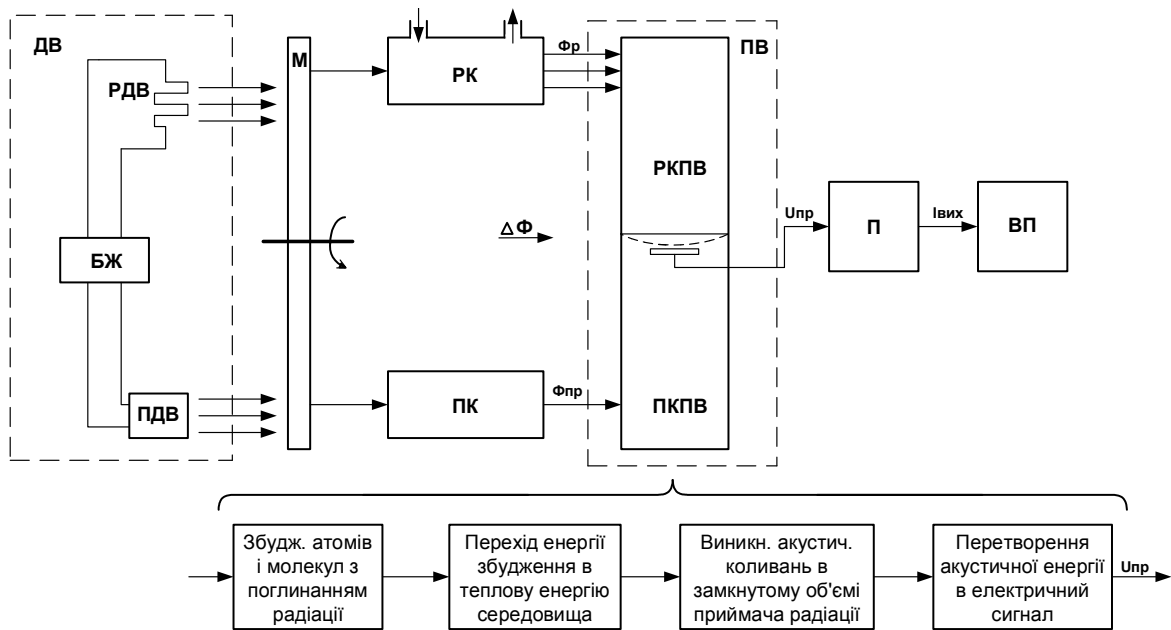 ДВ
РДВ
БЖ
ПДВ
М
РК
Фр
ПВ
РКПВ
ΔФ
Uпр
П
Iвих
ВП
ПК
Фпр
ПКПВ
Збудж. атомів
і молекул з
поглинанням
радіації
Перехід енергії
збудження в
теплову енергію
середовища
Виникн. акустич.
коливань в
замкнутому об'ємі
приймача радіації
Перетворення
акустичної енергії
в електричний
сигнал
Uпр